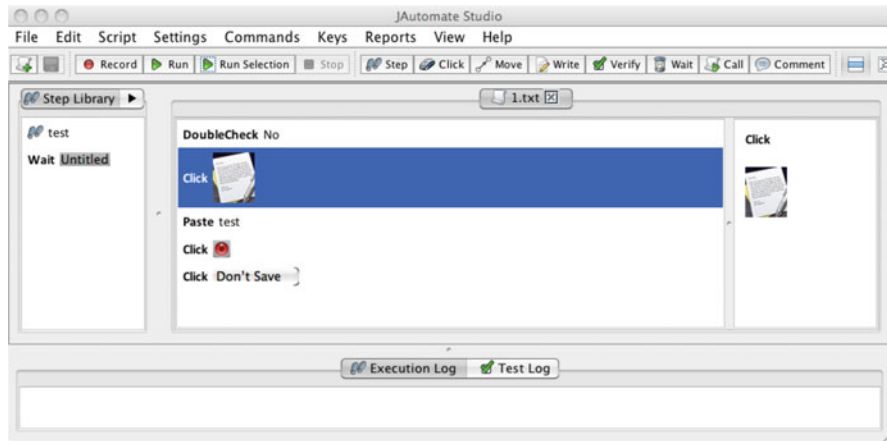 JAutomate Studio
File Edit Script Settings Commands Keys Reports View Help
Record Run Run Selection Stop Step Click Move Write Verify Wait Call Comment
Step Library 1.txt
test
Wait Untitled
DoubleCheck No
Click
Paste test
Click
Click Don't Save
Click
Execution Log Test Log